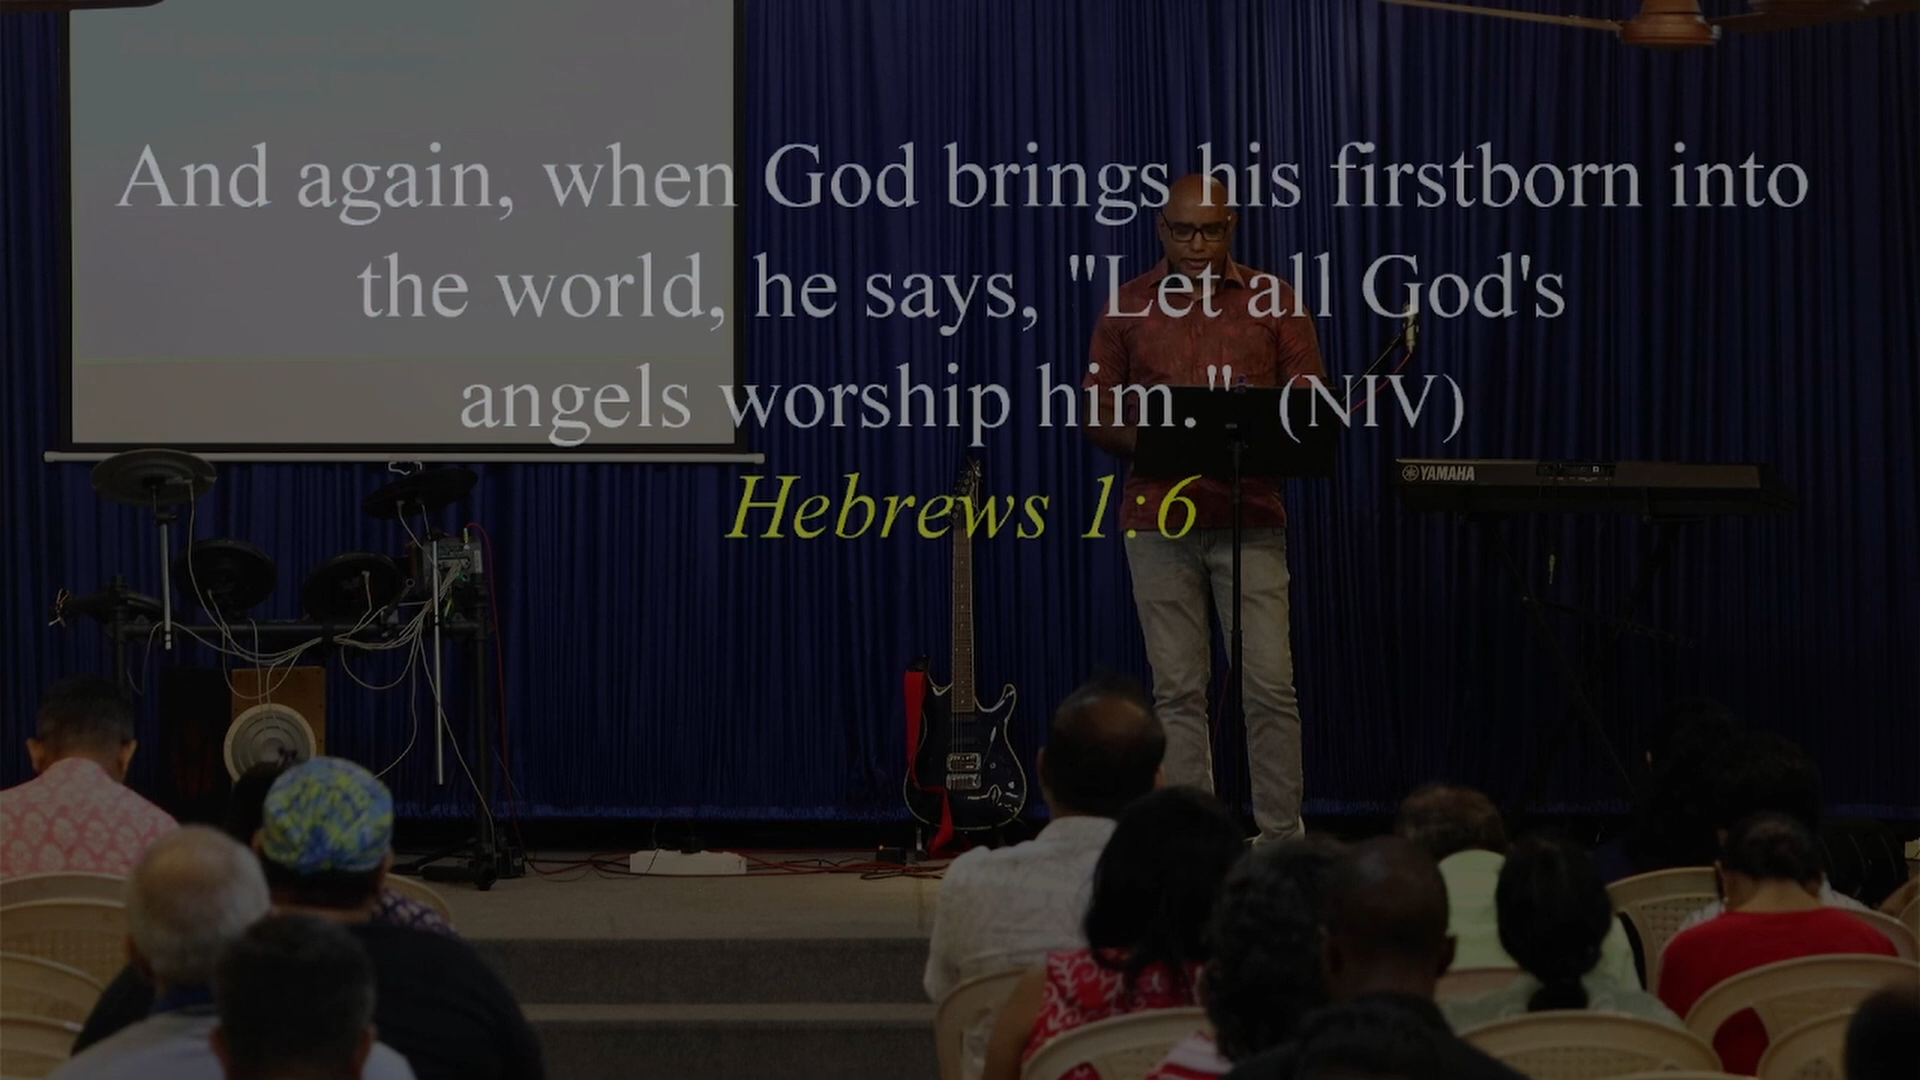 And again, when God brings his firstborn into
the world, he says, "Let all God's
angels worship him." (NIV)
Hebrews 1:6
YAMAHA